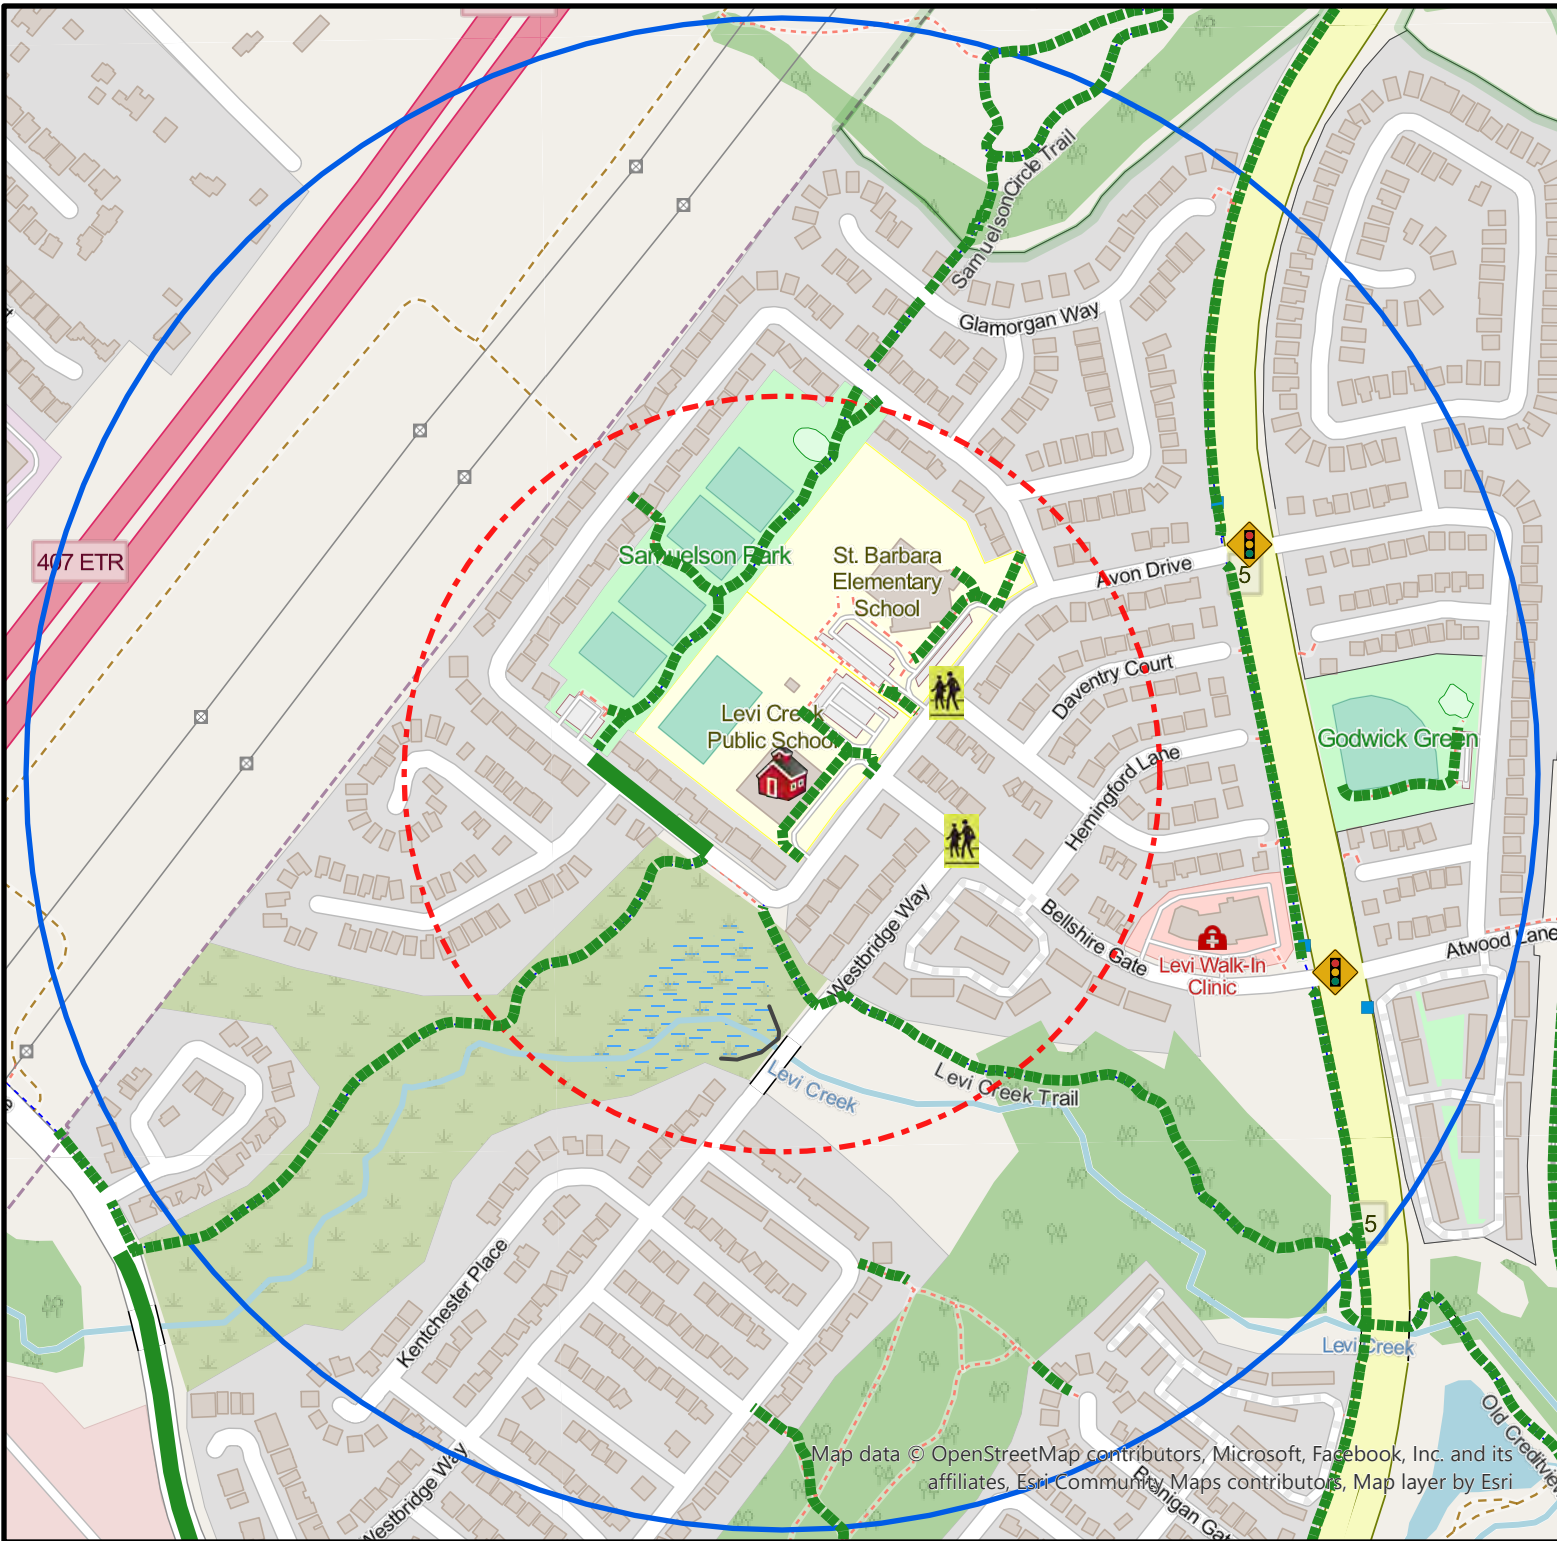 Samuelson Circle Trail
Glamorgan Way
407 ETR
Samuelson Park
St. Barbara
Elementary
School
Avon Drive
5
Daventry Court
Levi Creek
Public School
Godwick Green
Hemingford Lane
Westbridge Way
Bellshire Gate
Levi Walk-In
Clinic
Atwood Lane
Levi Creek
Levi Creek Trail
5
Kentchester Place
Levi Creek
Westbridge Way
Map data © OpenStreetMap contributors, Microsoft, Facebook, Inc. and its
affiliates, Esri Community Maps contributors, Map layer by Esri